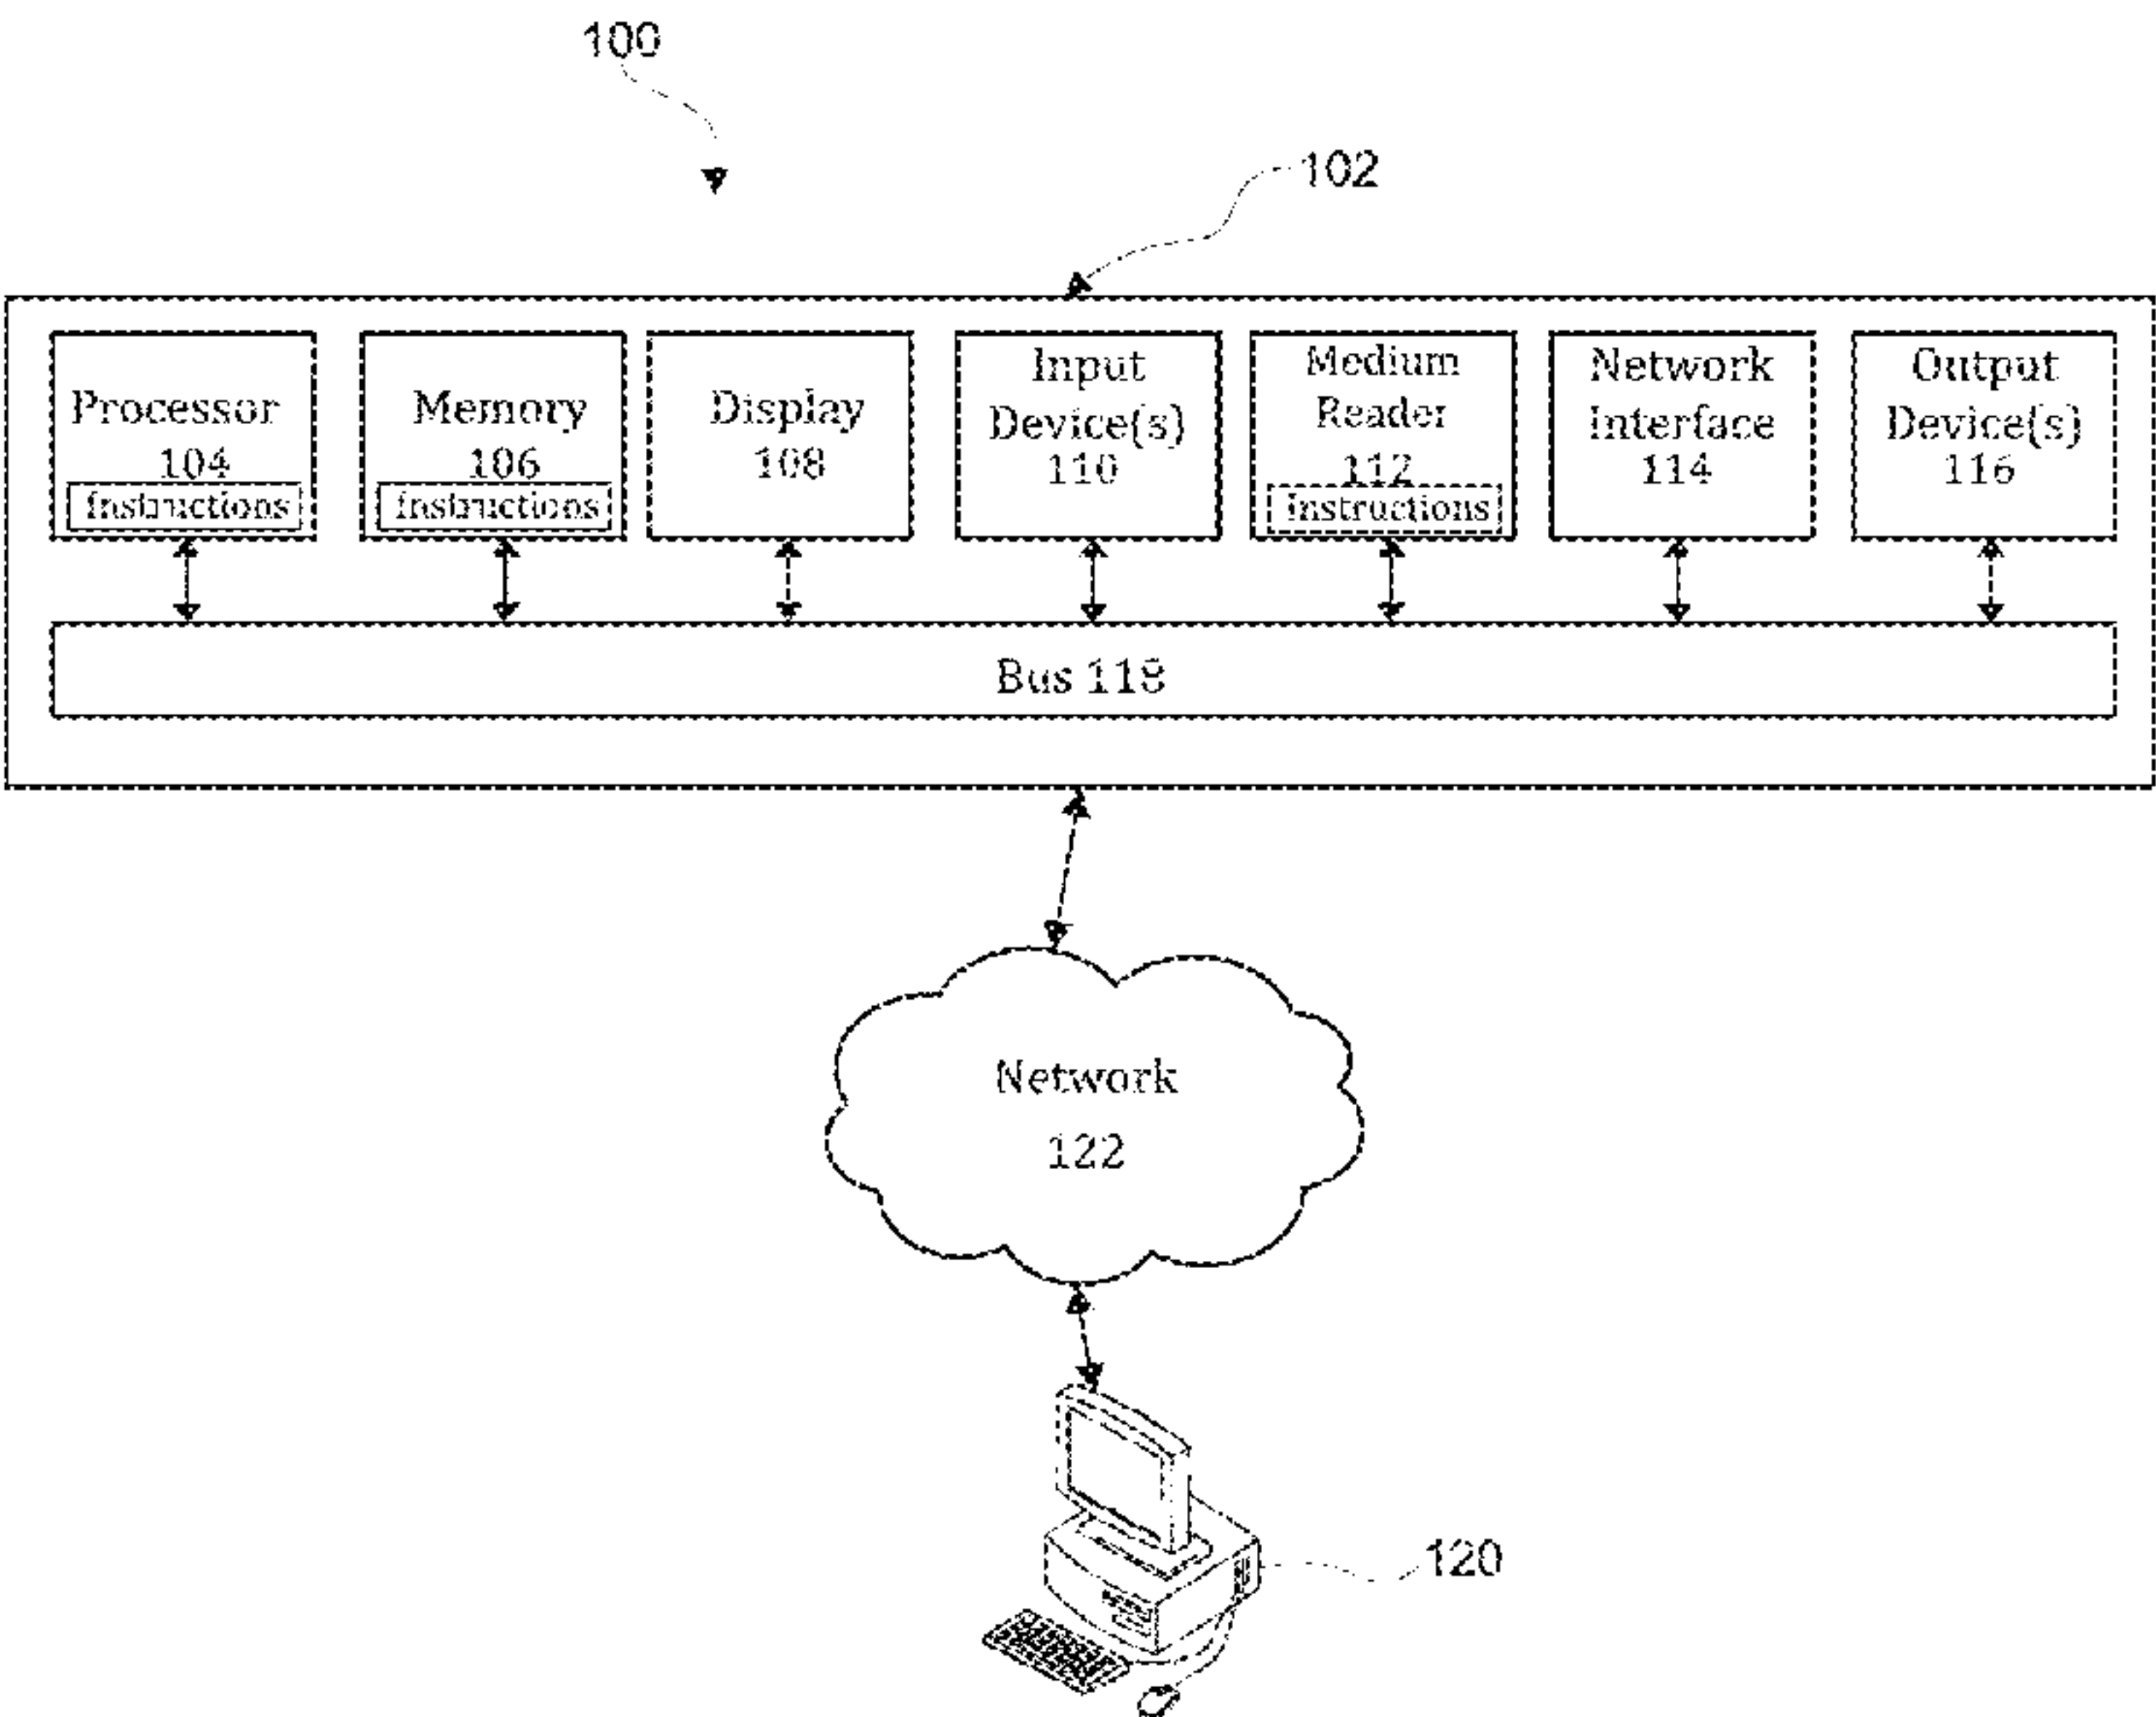 100
102
Processor
104
Instructions
Memory
106
Instructions
Display
108
Input
Device(s)
110
Medium
Reader
112
Instructions
Network
Interface
114
Output
Device(s)
116
Bus 118
Network
122
120